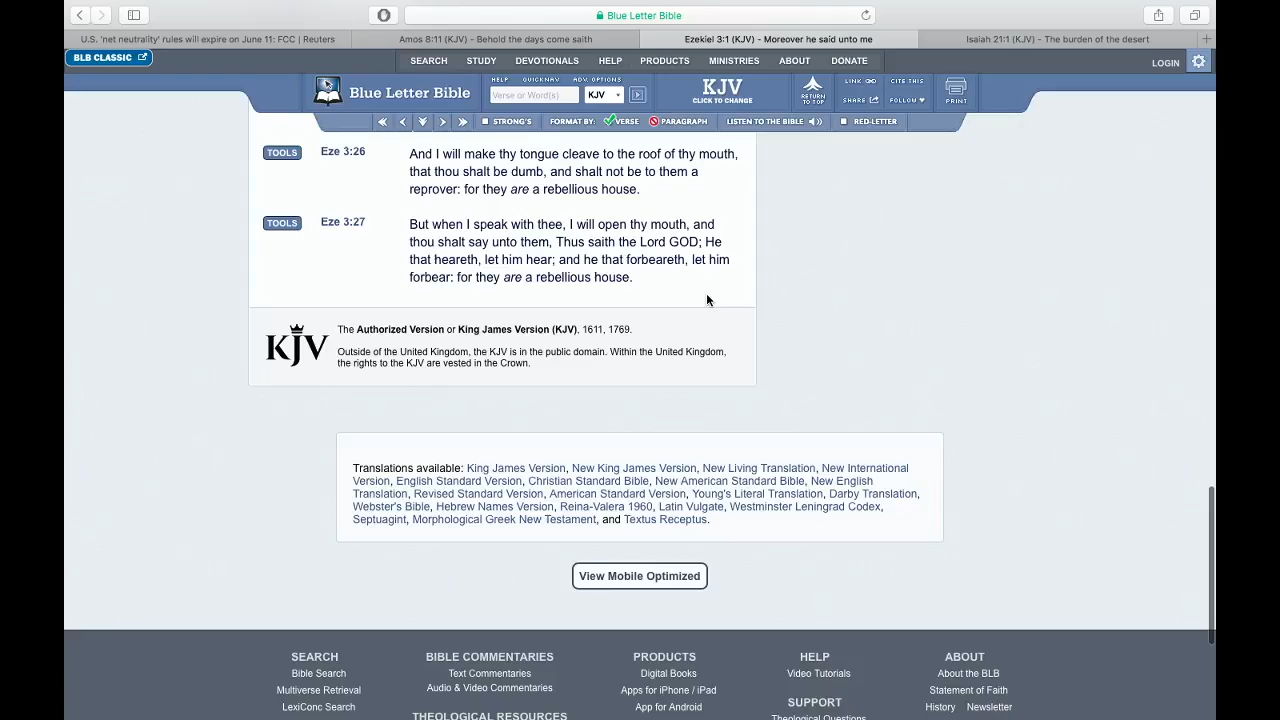 Blue Letter Bible
U.S. 'net neutrality' rules will expire on June 11: FCC | Reuters
Amos 8:11 (KJV) - Behold the days come saith
Ezekiel 3:1 (KJV) - Moreover he said unto me
Isaiah 21:1 (KJV) - The burden of the desert
BLB CLASSIC
SEARCH STUDY DEVOTIONALS HELP PRODUCTS MINISTRIES ABOUT DONATE
LOGIN
Blue Letter Bible
HELP QUICKNAV ADV. OPTIONS
Verse or Word(s) KJV
KJV
CLICK TO CHANGE
RETURN
TO TOP
LINK CITE THIS
SHARE FOLLOW
PRINT
STRONG'S FORMAT BY: VERSE PARAGRAPH LISTEN TO THE BIBLE RED-LETTER
TOOLS Eze 3:26 And I will make thy tongue cleave to the roof of thy mouth,
that thou shalt be dumb, and shalt not be to them a
reprover: for they are a rebellious house.
TOOLS Eze 3:27 But when I speak with thee, I will open thy mouth, and
thou shalt say unto them, Thus saith the Lord GOD; He
that heareth, let him hear; and he that forbeareth, let him
forbear: for they are a rebellious house.
KJV
The Authorized Version or King James Version (KJV), 1611, 1769.
Outside of the United Kingdom, the KJV is in the public domain. Within the United Kingdom,
the rights to the KJV are vested in the Crown.
Translations available: King James Version, New King James Version, New Living Translation, New International
Version, English Standard Version, Christian Standard Bible, New American Standard Bible, New English
Translation, Revised Standard Version, American Standard Version, Young's Literal Translation, Darby Translation,
Webster's Bible, Hebrew Names Version, Reina-Valera 1960, Latin Vulgate, Westminster Leningrad Codex,
Septuagint, Morphological Greek New Testament, and Textus Receptus.
View Mobile Optimized
SEARCH BIBLE COMMENTARIES PRODUCTS HELP ABOUT
Bible Search Text Commentaries Digital Books Video Tutorials About the BLB
Multiverse Retrieval Audio & Video Commentaries Apps for iPhone / iPad Statement of Faith
LexiConc Search App for Android SUPPORT History Newsletter
THEOLOGICAL RESOURCES Theological Questions